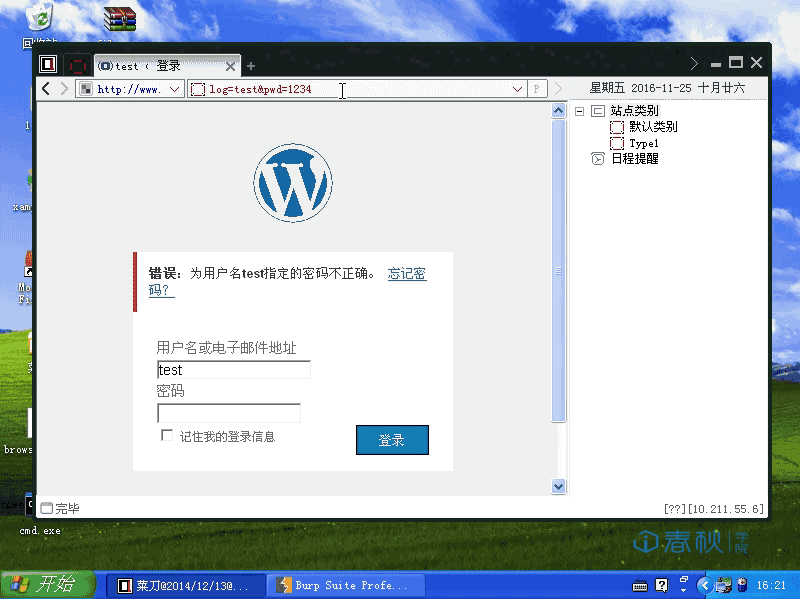 test ‹ 登录
http://www.
log=test&pwd=1234
P
星期五 2016-11-25 十月廿六
站点类别
默认类别
Type1
日程提醒
错误：为用户名test指定的密码不正确。 忘记密
码？
用户名或电子邮件地址
test
密码
记住我的登录信息
登录
完毕
[??][10.211.55.6]
cmd.exe
春秋学院
开始
菜刀@2014/12/13@...
Burp Suite Profe...
16:21